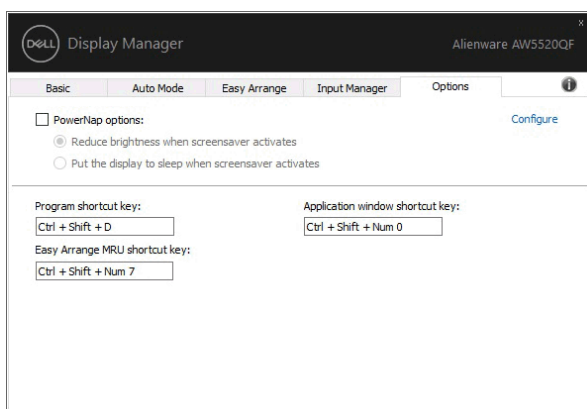 DELL Display Manager
x
Alienware AW5520QF
Basic Auto Mode Easy Arrange Input Manager Options i
PowerNap options: Configure
Reduce brightness when screensaver activates
Put the display to sleep when screensaver activates
Program shortcut key: Application window shortcut key:
Ctrl + Shift + D Ctrl + Shift + Num 0
Easy Arrange MRU shortcut key:
Ctrl + Shift + Num 7